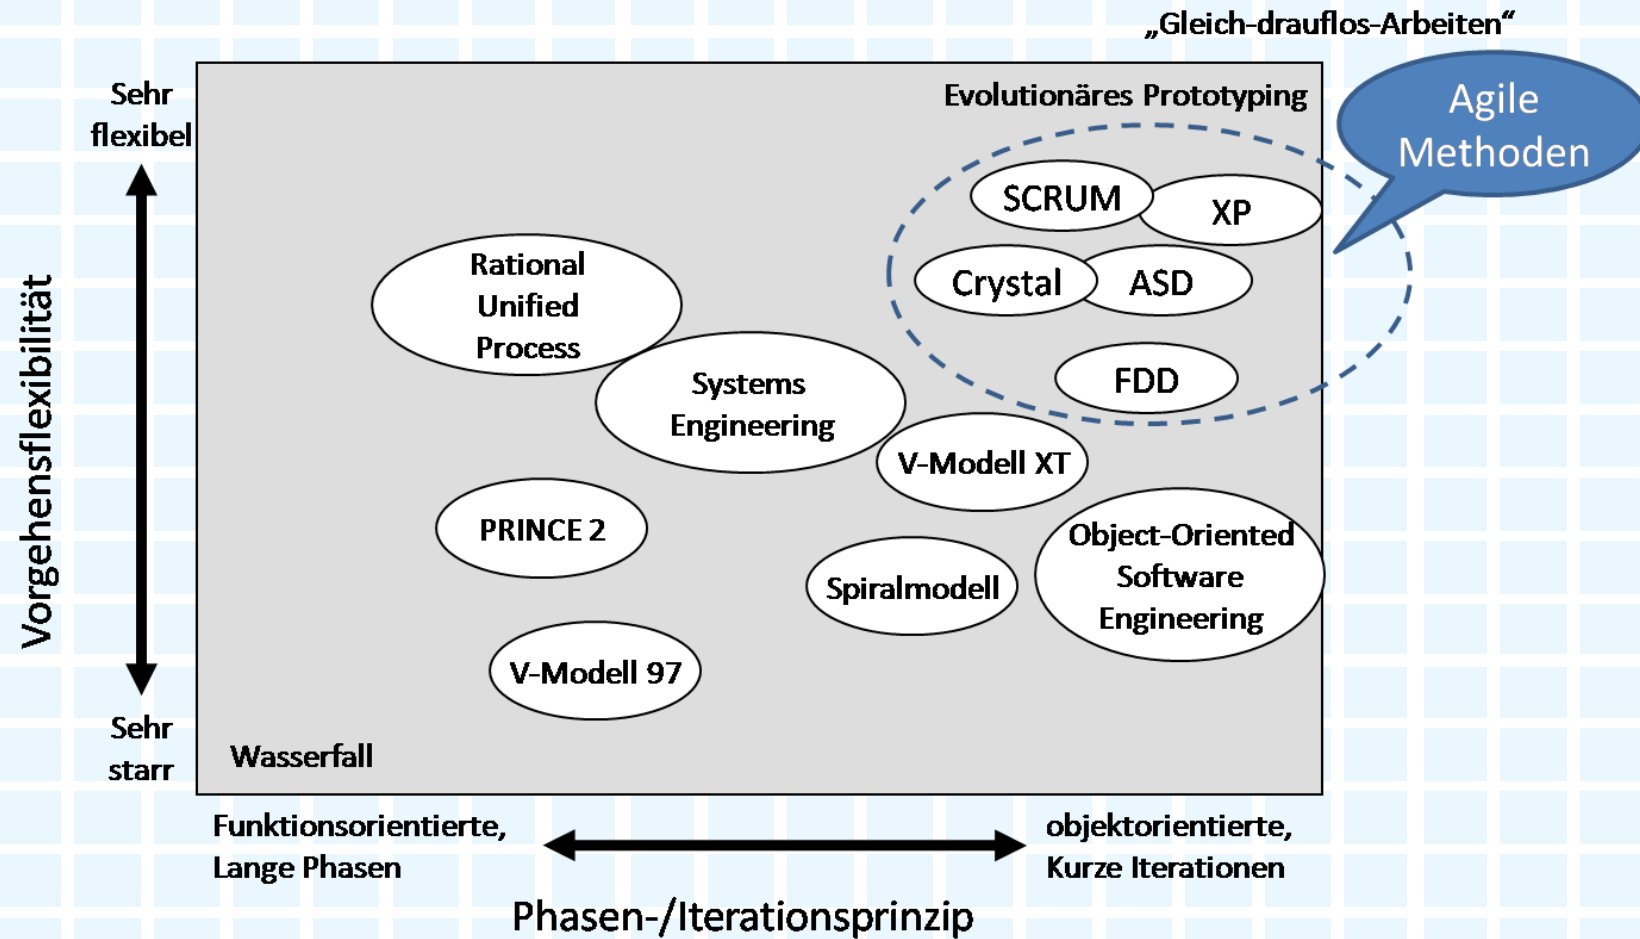 „Gleich-drauflos-Arbeiten“
Sehr
flexibel
Evolutionäres Prototyping
Agile
Methoden
SCRUM
XP
Rational
Unified
Process
Crystal
ASD
Systems
Engineering
FDD
V-Modell XT
PRINCE 2
Object-Oriented
Software
Engineering
Spiralmodell
V-Modell 97
Vorgehensflexibilität
Sehr
starr
Wasserfall
Funktionsorientierte,
Lange Phasen
objektorientierte,
Kurze Iterationen
Phasen-/Iterationsprinzip